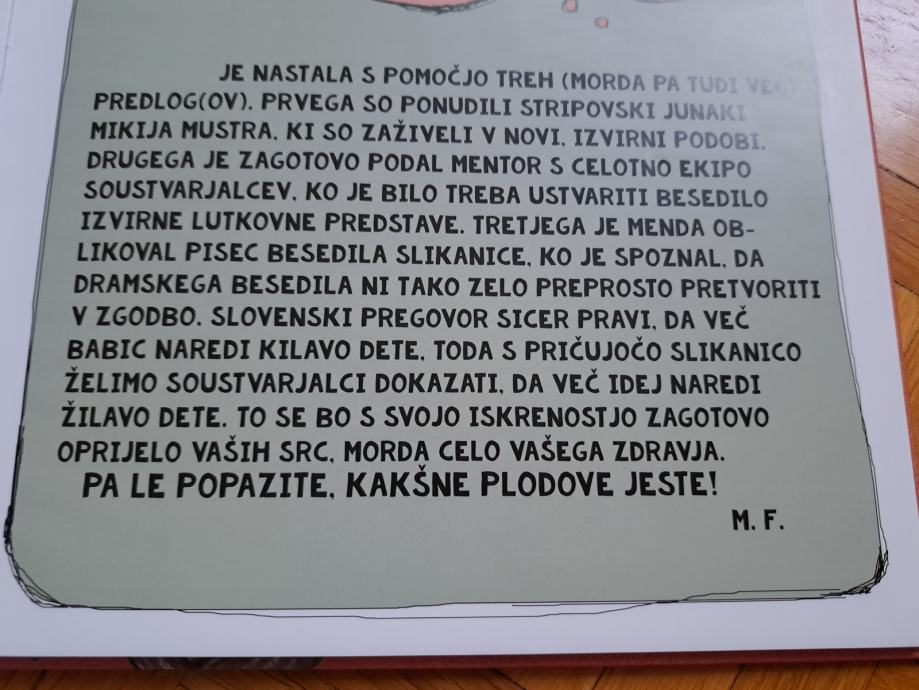 JE NASTALA S POMOČJO TREH (MORDA PA TUDI VEČ)
PREDLOG(OV). PRVEGA SO PONUDILI STRIPOVSKI JUNAKI
MIKIJA MUSTRA, KI SO ZAŽIVELI V NOVI, IZVIRNI PODOBI.
DRUGEGA JE ZAGOTOVO PODAL MENTOR S CELOTNO EKIPO
SOUSTVARJALCEV, KO JE BILO TREBA USTVARITI BESEDILO
IZVIRNE LUTKOVNE PREDSTAVE. TRETJEGA JE MENDA OB-
LIKOVAL PISEC BESEDILA SLIKANICE, KO JE SPOZNAL, DA
DRAMSKEGA BESEDILA NI TAKO ZELO PREPROSTO PRETVORITI
V ZGODBO. SLOVENSKI PREGOVOR SICER PRAVI, DA VEČ
BABIC NAREDI KILAVO DETE, TODA S PRIČUJOČO SLIKANICO
ŽELIMO SOUSTVARJALCI DOKAZATI, DA VEČ IDEJ NAREDI
ŽILAVO DETE. TO SE BO S SVOJO ISKRENOSTJO ZAGOTOVO
OPRIJELO VAŠIH SRC, MORDA CELO VAŠEGA ZDRAVJA.
PA LE POPAZITE, KAKŠNE PLODOVE JESTE!
M. F.